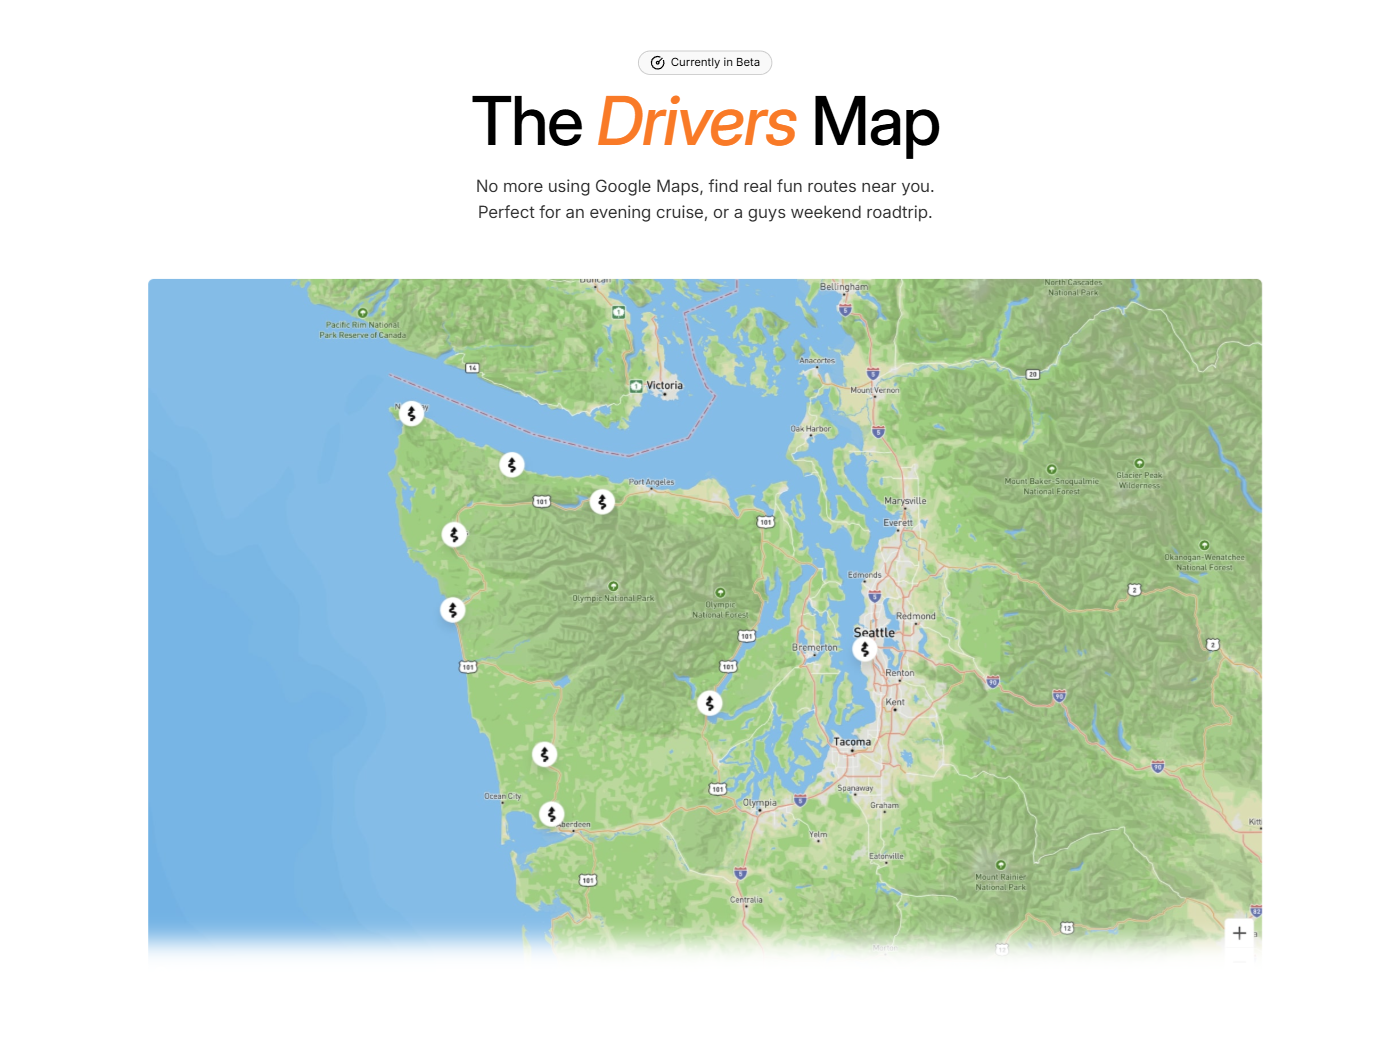 Currently in Beta
The Drivers Map
No more using Google Maps, find real fun routes near you.
Perfect for an evening cruise, or a guys weekend roadtrip.
Duncan
Bellingham
North Cascades
National Park
1
5
Pacific Rim National
Park Reserve of Canada
14
Anacortes
20
5
1
Victoria
Mount Vernon
Oak Harbor
5
Port Angeles
Mount Baker-Snoqualmie
National Forest
Glacier Peak
Wilderness
101
Marysville
101
Everett
Okanogan-Wenatchee
National Forest
Edmonds
2
Olympic National Park
Olympic
National Forest
5
Redmond
Seattle
101
Bremerton
2
101
101
Renton
90
90
Kent
Tacoma
90
Ocean City
101
Spanaway
Olympia
5
Graham
Aberdeen
Yelm
Eatonville
5
101
Mount Rainier
National Park
Centralia
82
12
+